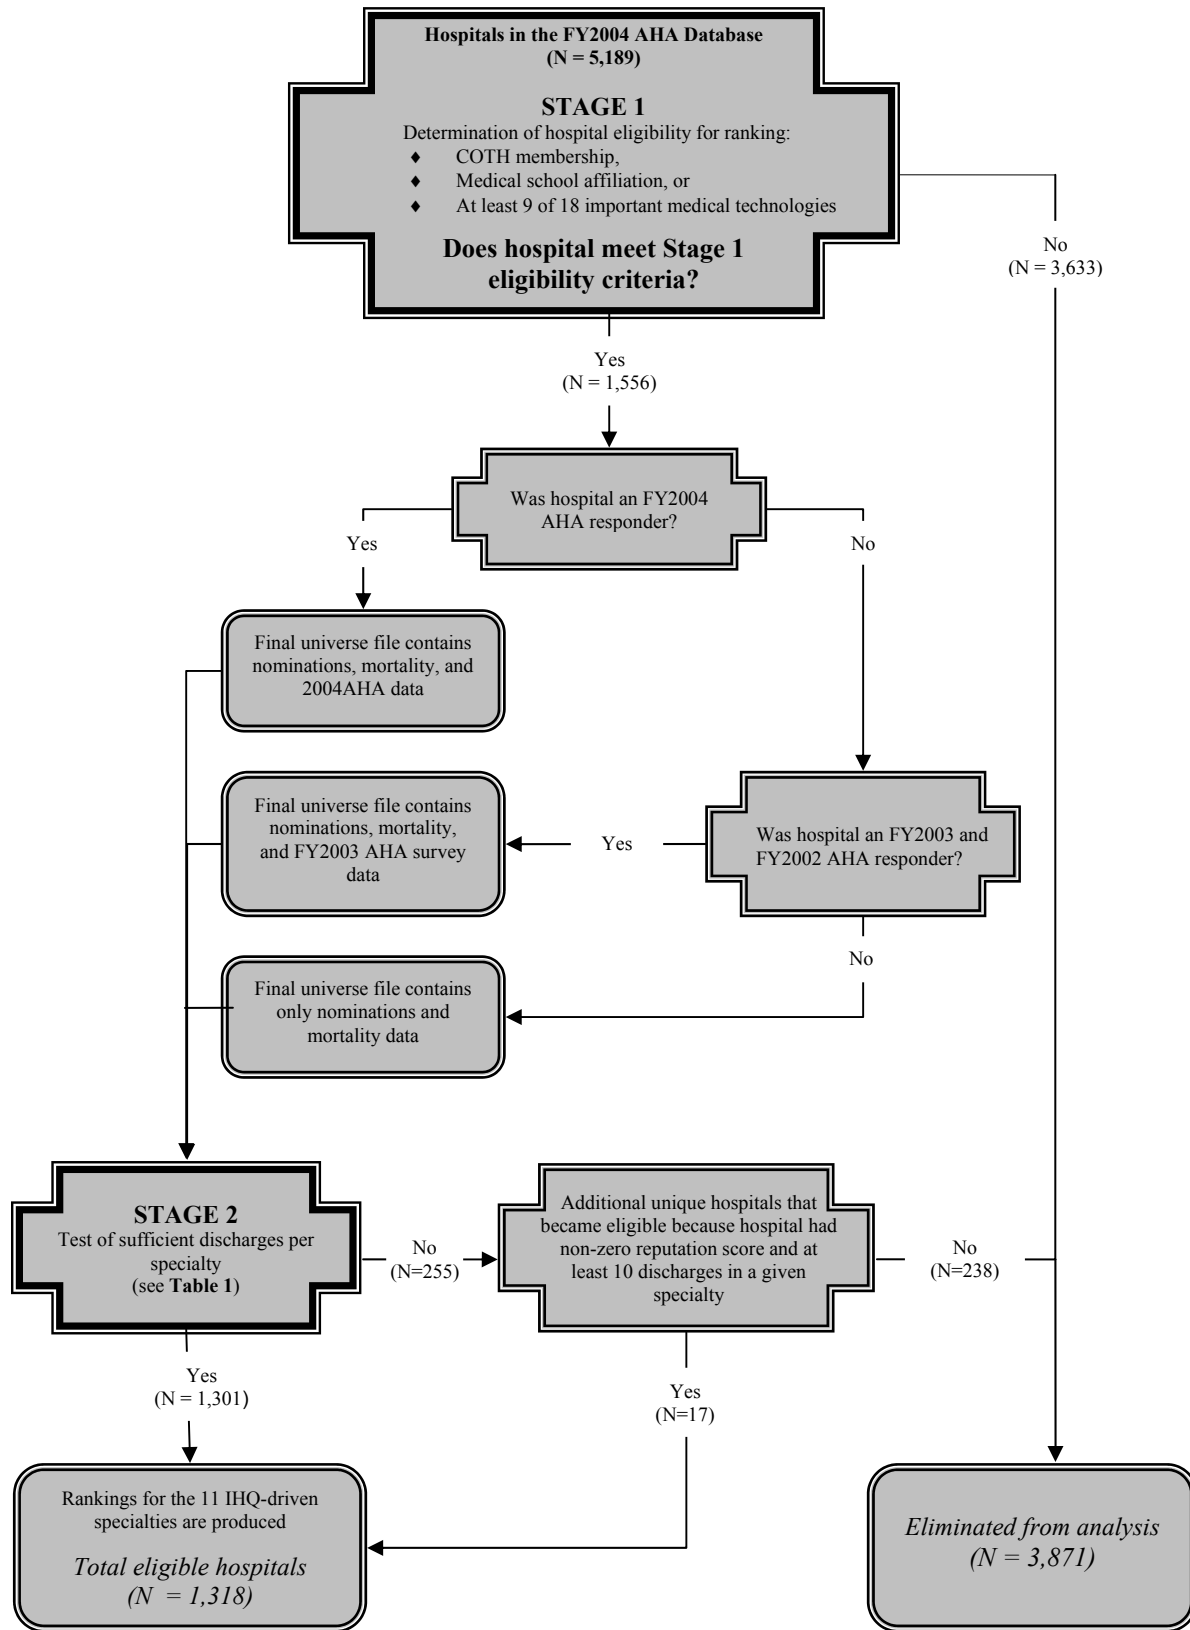 Hospitals in the FY2004 AHA Database
(N = 5,189)
STAGE 1
Determination of hospital eligibility for ranking:
♦ COTH membership,
♦ Medical school affiliation, or
♦ At least 9 of 18 important medical technologies
Does hospital meet Stage 1
eligibility criteria?
No
(N = 3,633)
Yes
(N = 1,556)
Was hospital an FY2004
AHA responder?
Yes
No
Final universe file contains
nominations, mortality, and
2004AHA data
Final universe file contains
nominations, mortality,
and FY2003 AHA survey
data
Yes
Was hospital an FY2003 and
FY2002 AHA responder?
No
Final universe file contains
only nominations and
mortality data
STAGE 2
Test of sufficient discharges per
specialty
(see Table 1)
No
(N=255)
Additional unique hospitals that
became eligible because hospital had
non-zero reputation score and at
least 10 discharges in a given
specialty
No
(N=238)
Yes
(N = 1,301)
Yes
(N=17)
Rankings for the 11 IHQ-driven
specialties are produced
Total eligible hospitals
(N = 1,318)
Eliminated from analysis
(N = 3,871)